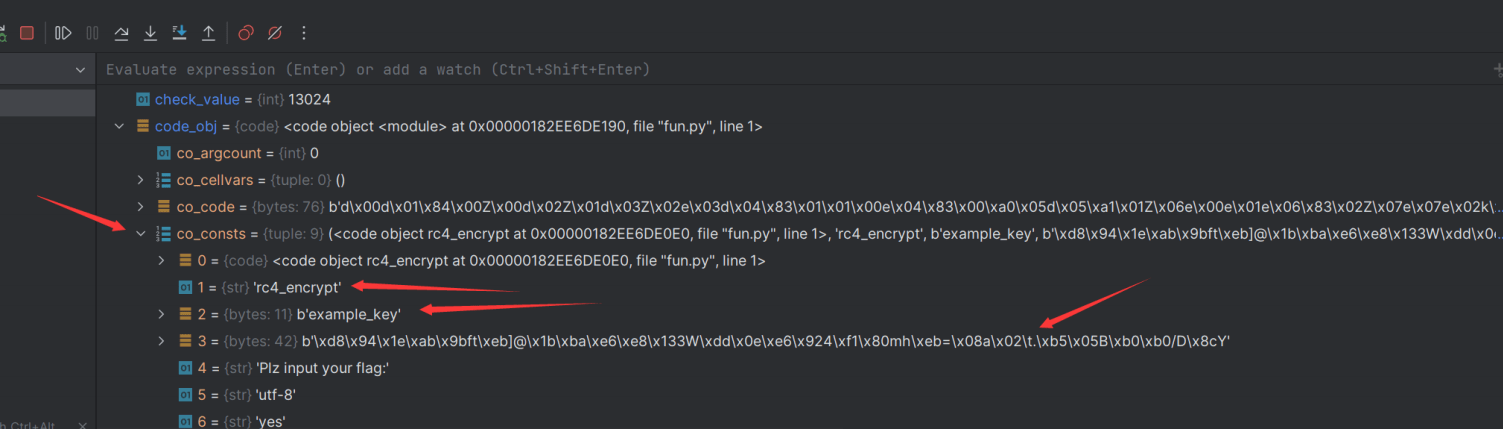 Evaluate expression (Enter) or add a watch (Ctrl+Shift+Enter)
check_value = {int} 13024
code_obj = {code} <code object <module> at 0x00000182EE6DE190, file "fun.py", line 1>
co_argcount = {int} 0
co_cellvars = {tuple: 0} ()
co_code = {bytes: 76} b'd\x00d\x01\x84\x00Z\x00d\x02Z\x01d\x03Z\x02e\x03d\x04\x83\x01\x01\x00e\x04\x83\x00\xa0\x05d\x05\xa1\x01Z\x06e\x00e\x01e\x06\x83\x02Z\x07e\x07e\x02k\...
co_consts = {tuple: 9} (<code object rc4_encrypt at 0x00000182EE6DE0E0, file "fun.py", line 1>, 'rc4_encrypt', b'example_key', b'\xd8\x94\x1e\xab\x9bft\xeb]@\x1b\xba\xe6\xe8\x133W\xdd\x0e...
0 = {code} <code object rc4_encrypt at 0x00000182EE6DE0E0, file "fun.py", line 1>
1 = {str} 'rc4_encrypt'
2 = {bytes: 11} b'example_key'
3 = {bytes: 42} b'\xd8\x94\x1e\xab\x9bft\xeb]@\x1b\xba\xe6\xe8\x133W\xdd\x0e\xe6\x924\xf1\x80mh\xeb=\x08a\x02\t.\xb5\x05B\xb0\xb0/D\x8cY'
4 = {str} 'Plz input your flag:'
5 = {str} 'utf-8'
6 = {str} 'yes'
Ctrl+Alt